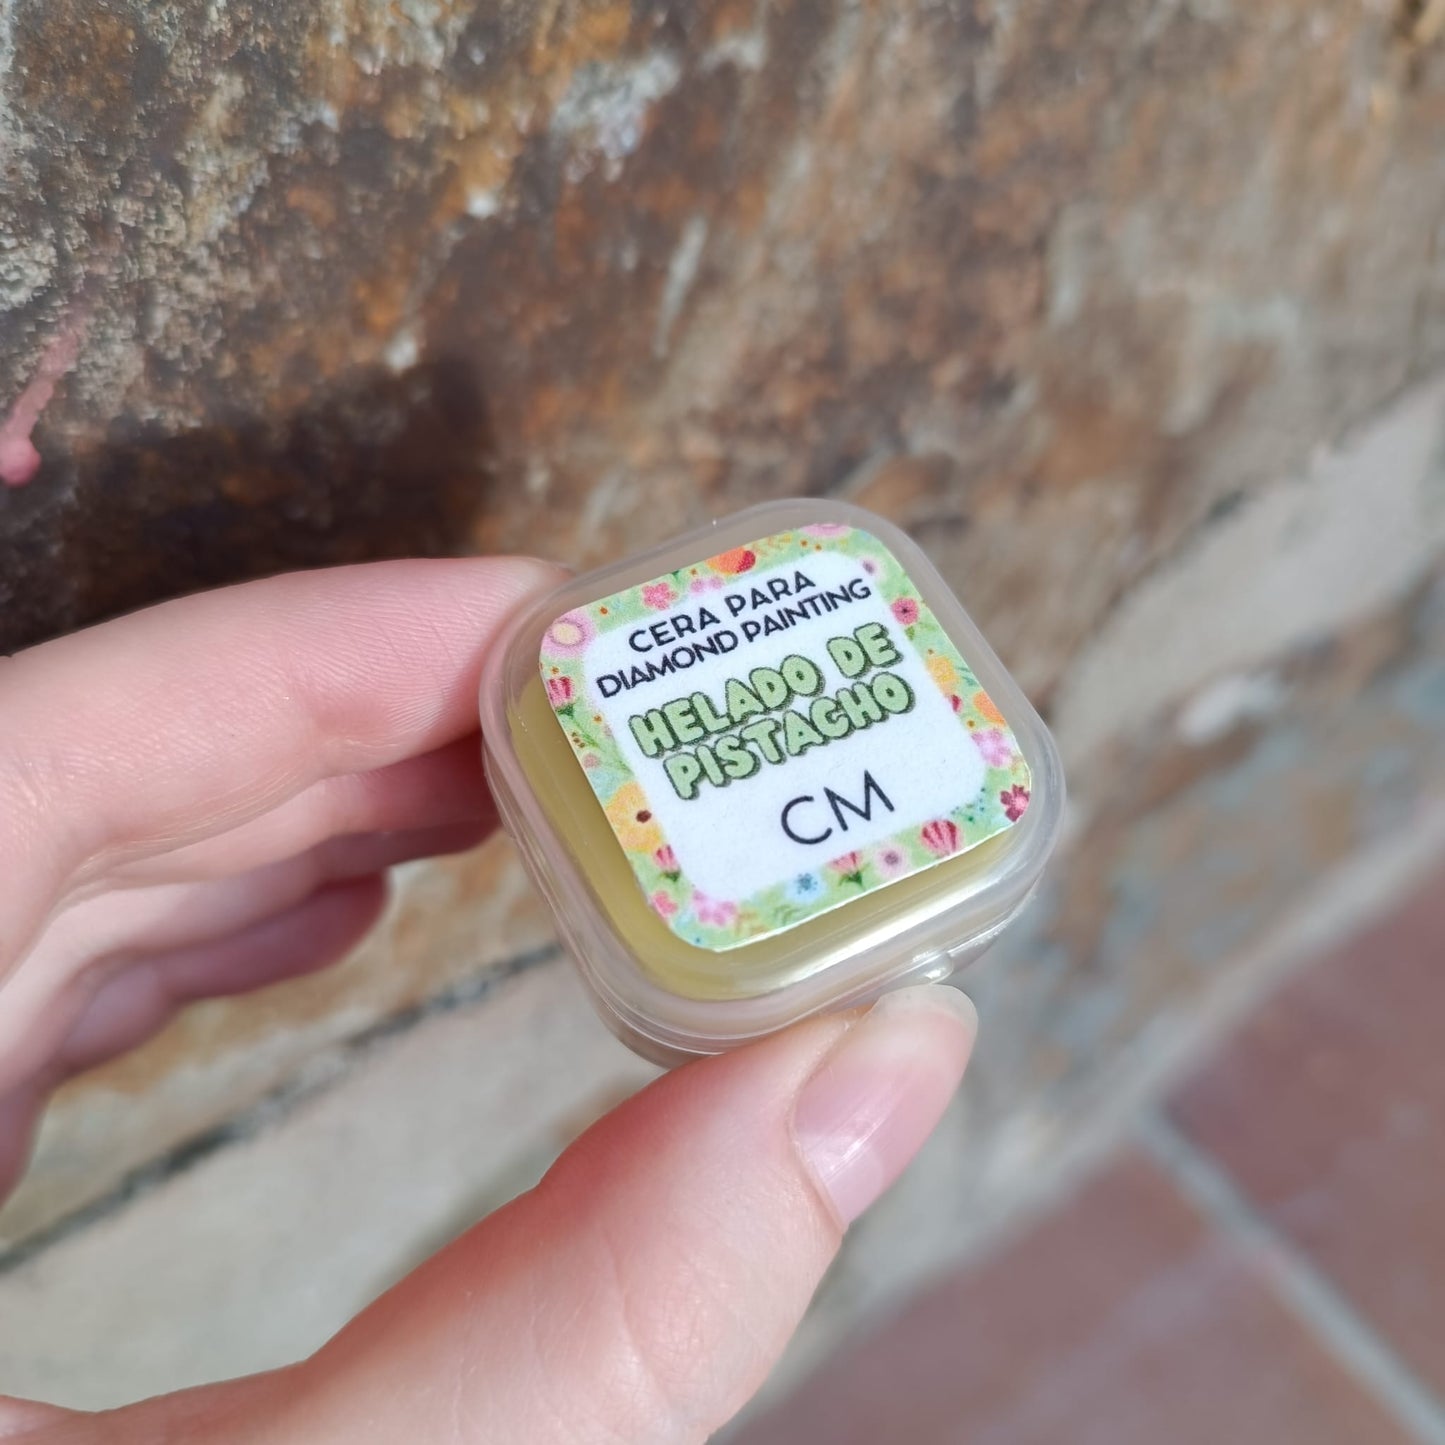 CERA PARA
DIAMOND PAINTING
HELADO DE
PISTACHO
CM